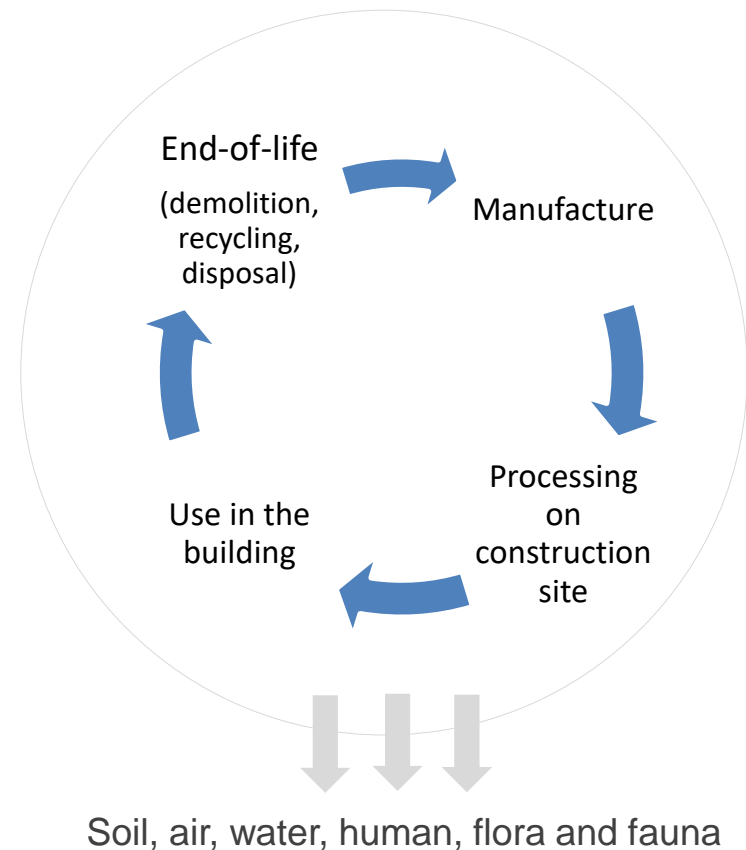 End-of-life
(demolition,
recycling,
disposal)
Manufacture
Processing
on
construction
site
Use in the
building
Soil, air, water, human, flora and fauna